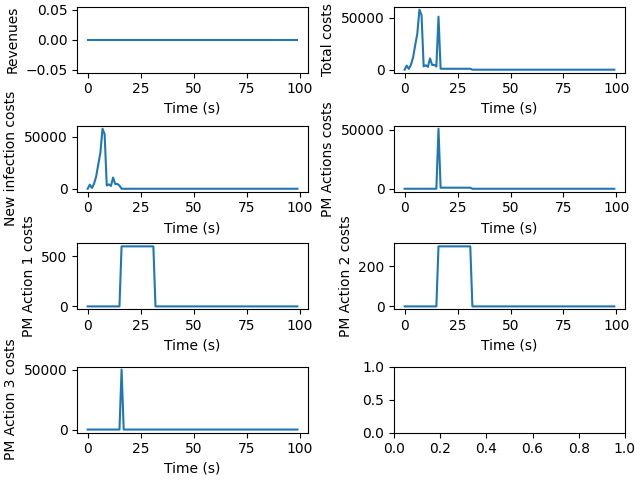 Revenues
0.05
0.00
−0.05
0 25 50 75 100
Time (s)
Total costs
50000
0
0 25 50 75 100
Time (s)
New infection costs
50000
0
0 25 50 75 100
Time (s)
PM Actions costs
50000
0
0 25 50 75 100
Time (s)
PM Action 1 costs
500
0
0 25 50 75 100
Time (s)
PM Action 2 costs
200
0
0 25 50 75 100
Time (s)
PM Action 3 costs
50000
0
0 25 50 75 100
Time (s)
1.0
0.5
0.0
0.0 0.2 0.4 0.6 0.8 1.0